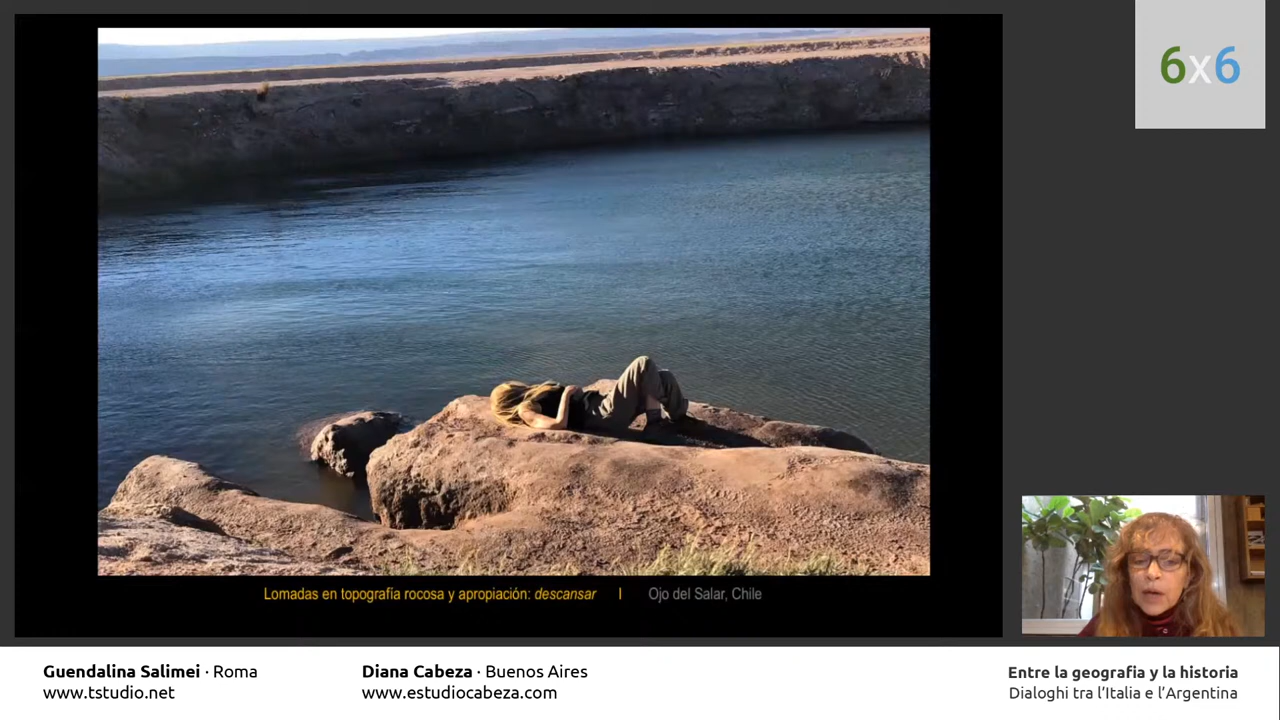 6x6
Lomadas en topografía rocosa y apropiación: descansar I Ojo del Salar, Chile
Guendalina Salimei · Roma
www.tstudio.net
Diana Cabeza · Buenos Aires
www.estudiocabeza.com
Entre la geografia y la historia
Dialoghi tra l'Italia e l'Argentina